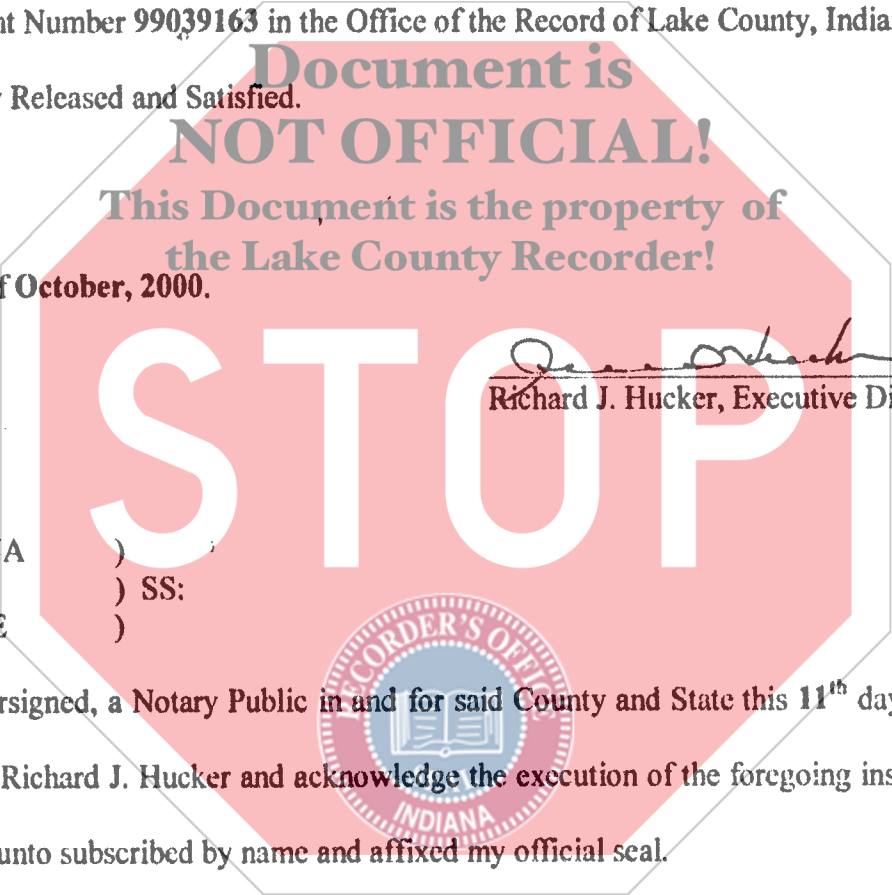 nt Number 99039163 in the Office of the Record of Lake County, India
Document is
y Released and Satisfied.
NOT OFFICIAL!
This Document is the property of
the Lake County Recorder!
f October, 2000.
STOP
Richard J. Hucker, Executive Di
A )
) SS:
E )
RECORDER'S OFFICE
rsigned, a Notary Public in and for said County and State this 11th day
Richard J. Hucker and acknowledge the execution of the foregoing ins
INDIANA
unto subscribed by name and affixed my official seal.